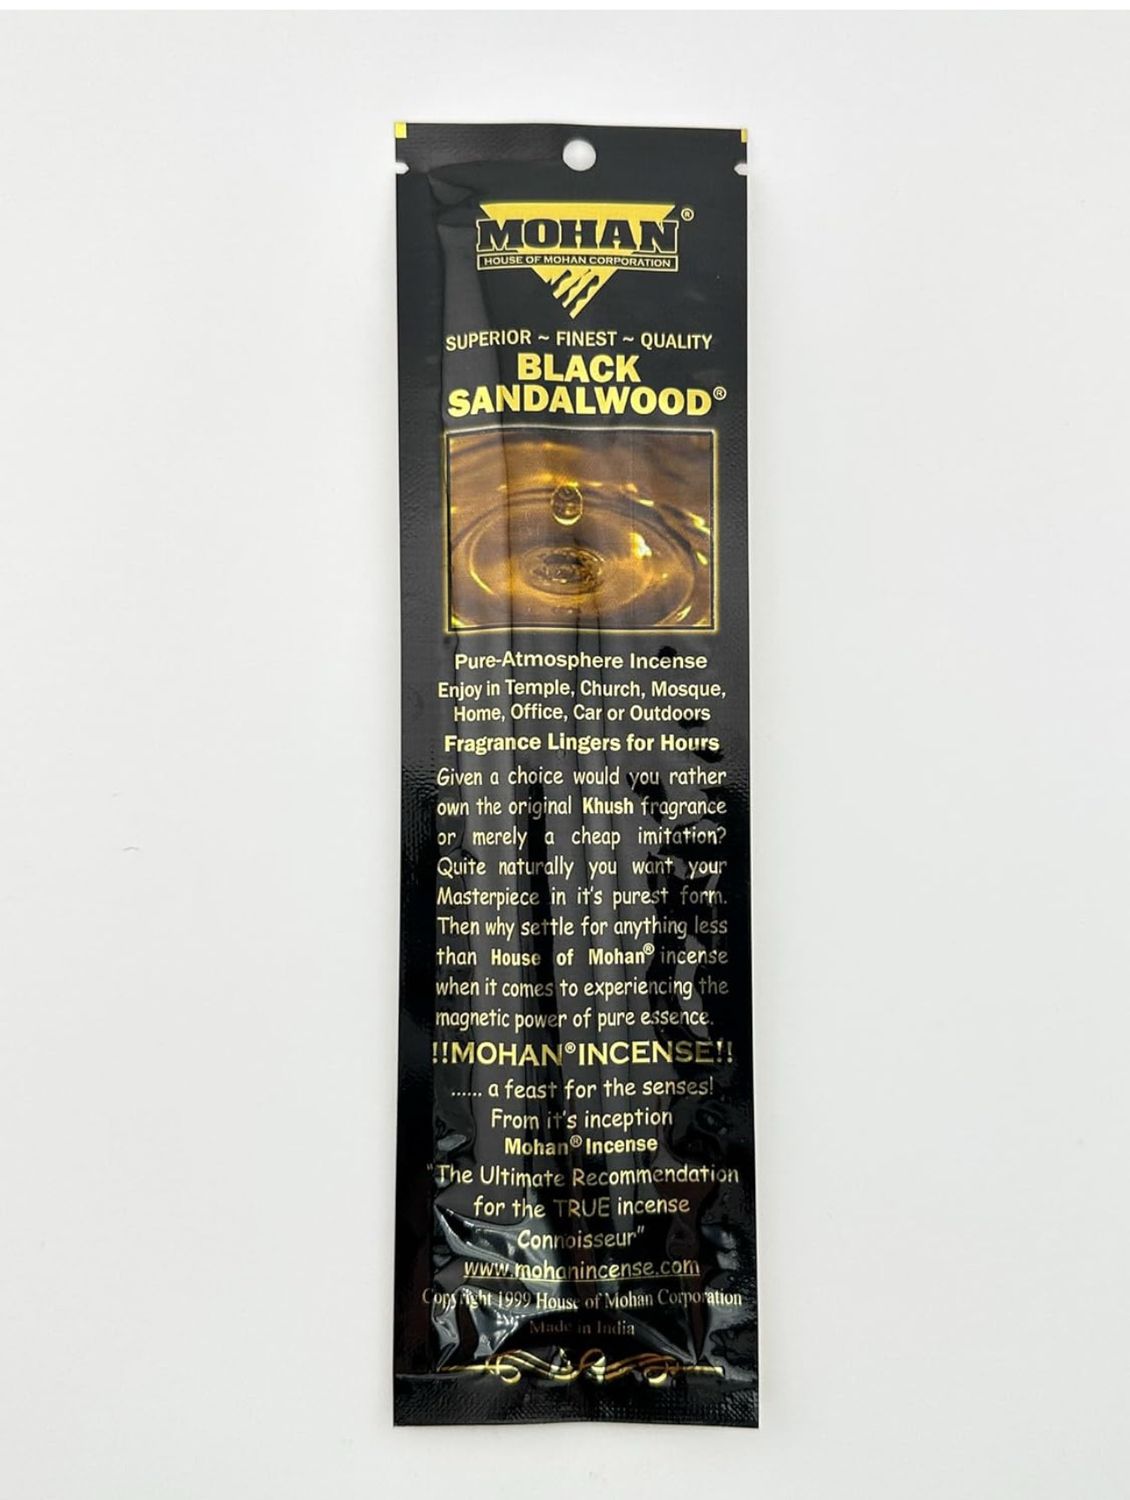 MOHAN®
HOUSE OF MOHAN CORPORATION
SUPERIOR ~ FINEST ~ QUALITY
BLACK
SANDALWOOD®
Pure-Atmosphere Incense
Enjoy in Temple, Church, Mosque,
Home, Office, Car or Outdoors
Fragrance Lingers for Hours
Given a choice would you rather
own the original Khush fragrance
or merely a cheap imitation?
Quite naturally you want your
Masterpiece in it's purest form.
Then why settle for anything less
than House of Mohan® incense
when it comes to experiencing the
magnetic power of pure essence.
!!MOHAN®INCENSE!!
...... a feast for the senses!
From it's inception
Mohan® Incense
"The Ultimate Recommendation
for the TRUE incense
Connoisseur"
www.mohanincense.com
Copyright 1999 House of Mohan Corporation
Made in India